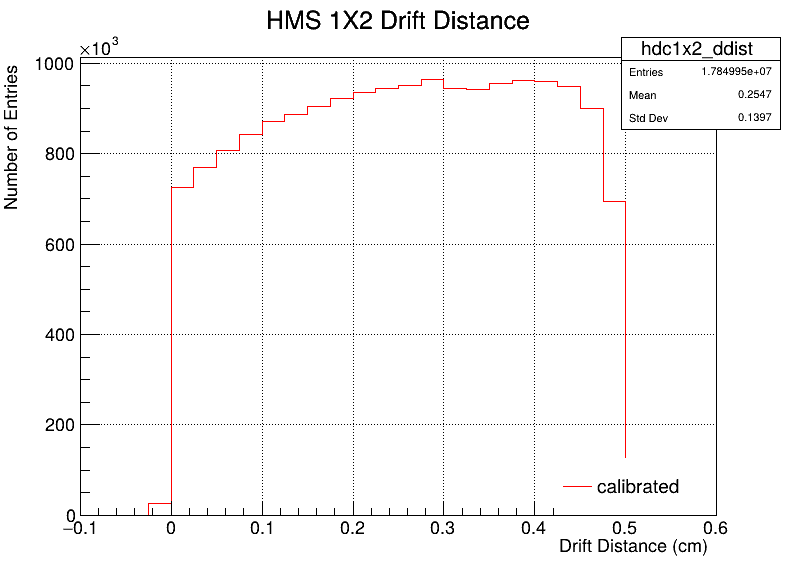 HMS 1X2 Drift Distance
×10³
hdc1x2_ddist
Entries 1.784995e+07
Mean 0.2547
Std Dev 0.1397
Number of Entries
1000
800
600
400
200
0
calibrated
−0.1 0 0.1 0.2 0.3 0.4 0.5 0.6
Drift Distance (cm)